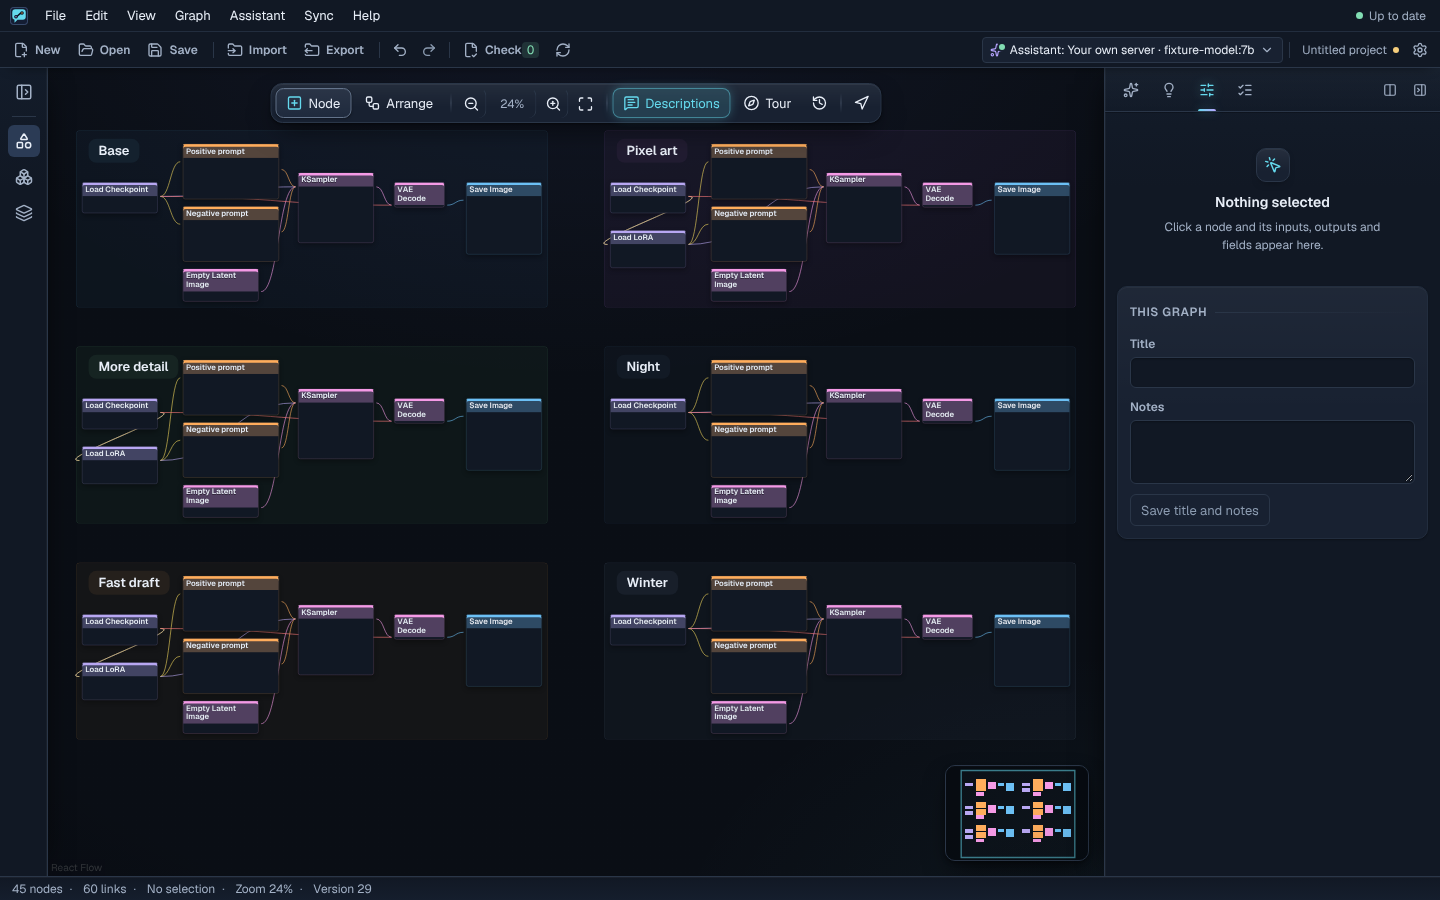 File Edit View Graph Assistant Sync Help
Up to date
New Open Save Import Export Check 0
Assistant: Your own server · fixture-model:7b
Untitled project
Node Arrange 24% Descriptions Tour
Base
Positive prompt
Load Checkpoint
KSampler
VAE
Decode
Save Image
Negative prompt
Empty Latent
Image
Pixel art
Positive prompt
Load Checkpoint
KSampler
VAE
Decode
Save Image
Negative prompt
Load LoRA
Empty Latent
Image
More detail
Positive prompt
Load Checkpoint
KSampler
VAE
Decode
Save Image
Negative prompt
Load LoRA
Empty Latent
Image
Night
Positive prompt
Load Checkpoint
KSampler
VAE
Decode
Save Image
Negative prompt
Empty Latent
Image
Fast draft
Positive prompt
Load Checkpoint
KSampler
VAE
Decode
Save Image
Negative prompt
Load LoRA
Empty Latent
Image
Winter
Positive prompt
Load Checkpoint
KSampler
VAE
Decode
Save Image
Negative prompt
Empty Latent
Image
React Flow
Nothing selected
Click a node and its inputs, outputs and
fields appear here.
THIS GRAPH
Title
Notes
Save title and notes
45 nodes · 60 links · No selection · Zoom 24% · Version 29